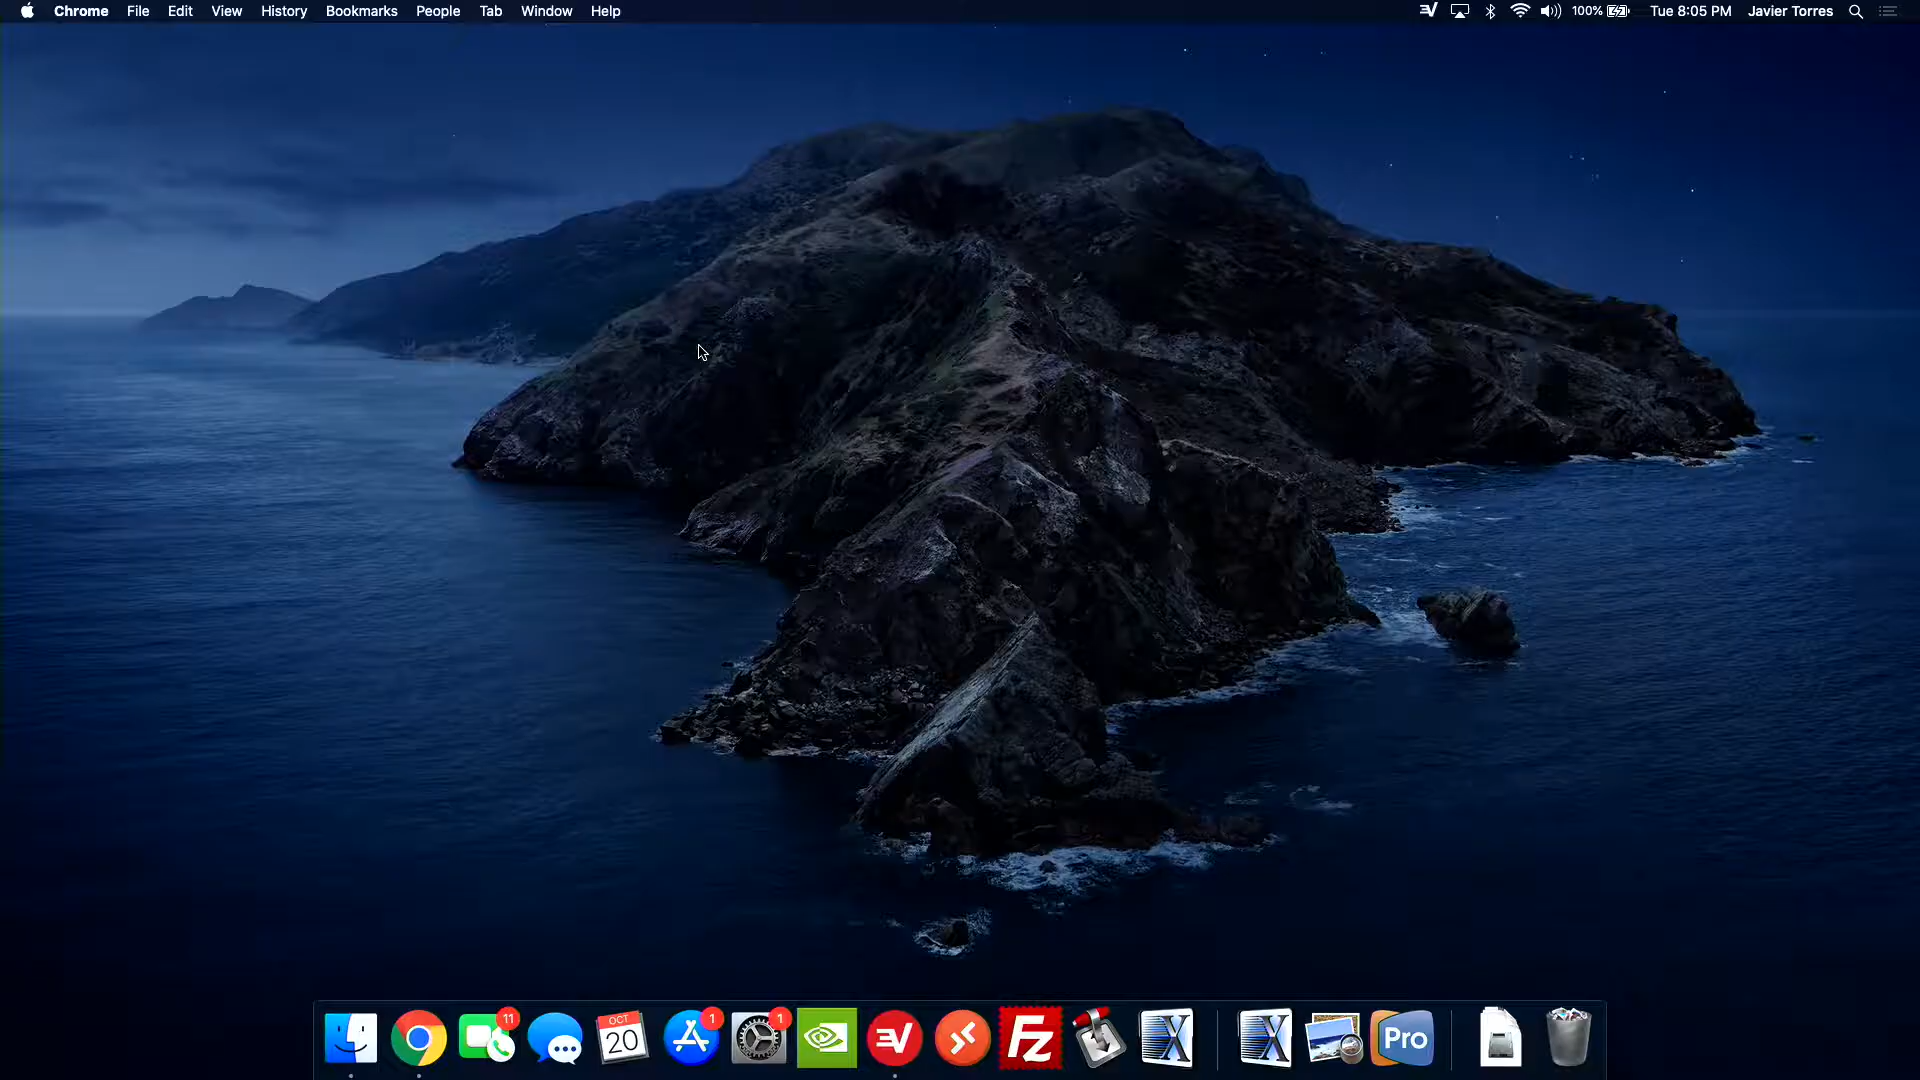 Chrome File Edit View History Bookmarks People Tab Window Help 100% Tue 8:05 PM Javier Torres
11
OCT
20
1
1
Fz
X
X
Pro